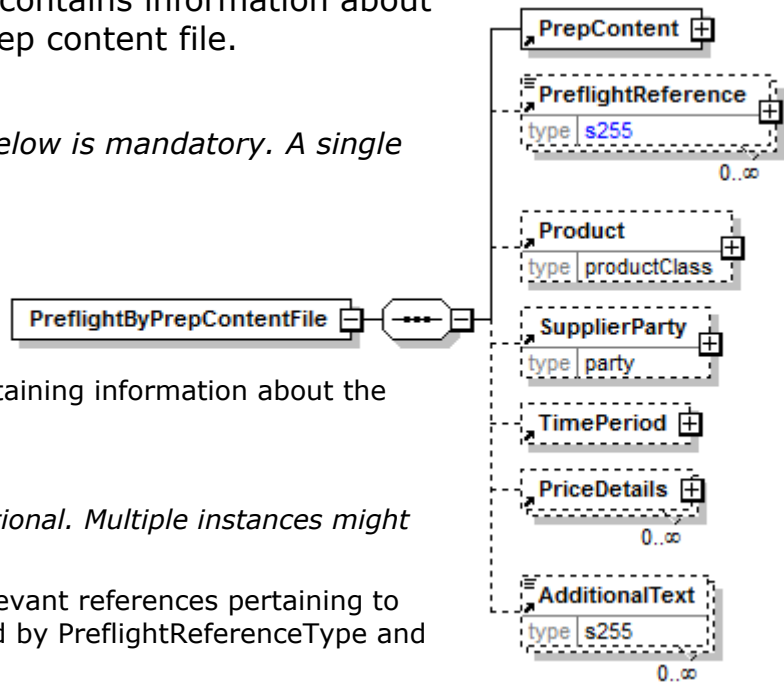 contains information about
ep content file.
elow is mandatory. A single
taining information about the
ional. Multiple instances might
evant references pertaining to
d by PreflightReferenceType and
PreflightByPrepContentFile
PrepContent
PreflightReference
type s255
0..∞
Product
type productClass
SupplierParty
type party
TimePeriod
PriceDetails
0..∞
AdditionalText
type s255
0..∞